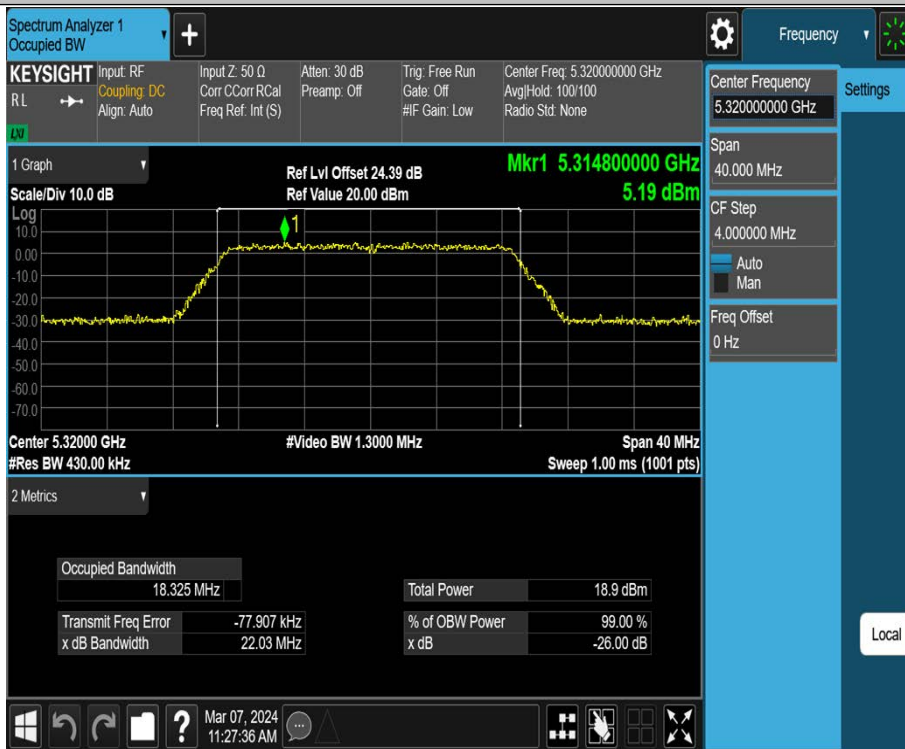 Spectrum Analyzer 1
Occupied BW
+
Frequency
KEYSIGHT
Input: RF
Input Z: 50 Ω
Atten: 30 dB
Trig: Free Run
Center Freq: 5.320000000 GHz
R L
Coupling: DC
Corr CCorr RCal
Preamp: Off
Gate: Off
Avg|Hold: 100/100
Align: Auto
Freq Ref: Int (S)
#IF Gain: Low
Radio Std: None
LXI
Center Frequency
5.320000000 GHz
Settings
Span
40.000 MHz
CF Step
4.000000 MHz
Auto
Man
Freq Offset
0 Hz
Local
1 Graph
Ref Lvl Offset 24.39 dB
Mkr1 5.314800000 GHz
Scale/Div 10.0 dB
Ref Value 20.00 dBm
5.19 dBm
Log
1
10.0
0.00
-10.0
-20.0
-30.0
-40.0
-50.0
-60.0
-70.0
Center 5.32000 GHz
#Video BW 1.3000 MHz
Span 40 MHz
#Res BW 430.00 kHz
Sweep 1.00 ms (1001 pts)
2 Metrics
Occupied Bandwidth
18.325 MHz
Total Power 18.9 dBm
Transmit Freq Error -77.907 kHz
% of OBW Power 99.00 %
x dB Bandwidth 22.03 MHz
x dB -26.00 dB
?
Mar 07, 2024
11:27:36 AM